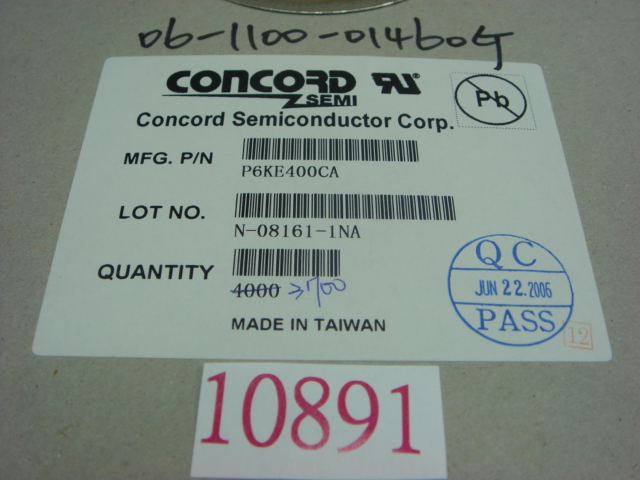 06-1100-01460G
CONCORD
SEMI
Pb
Concord Semiconductor Corp.
MFG. P/N
P6KE400CA
LOT NO.
N-08161-1NA
QUANTITY
4000
MADE IN TAIWAN
QC
JUN 22.2006
PASS
12
10891